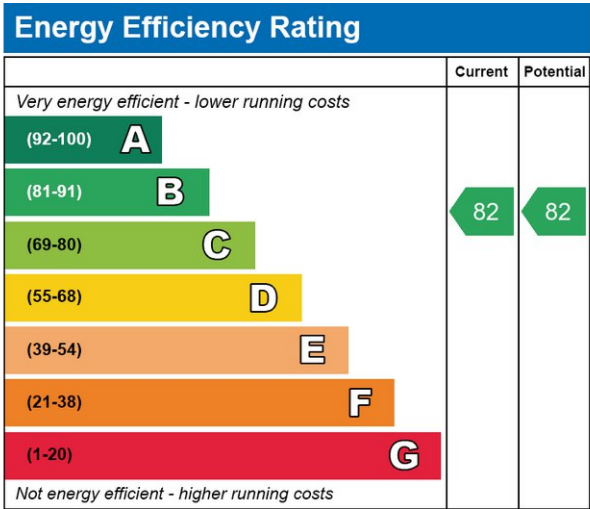 Energy Efficiency Rating
Current Potential
Very energy efficient - lower running costs
(92-100) A
(81-91) B
82 82
(69-80) C
(55-68) D
(39-54) E
(21-38) F
(1-20) G
Not energy efficient - higher running costs